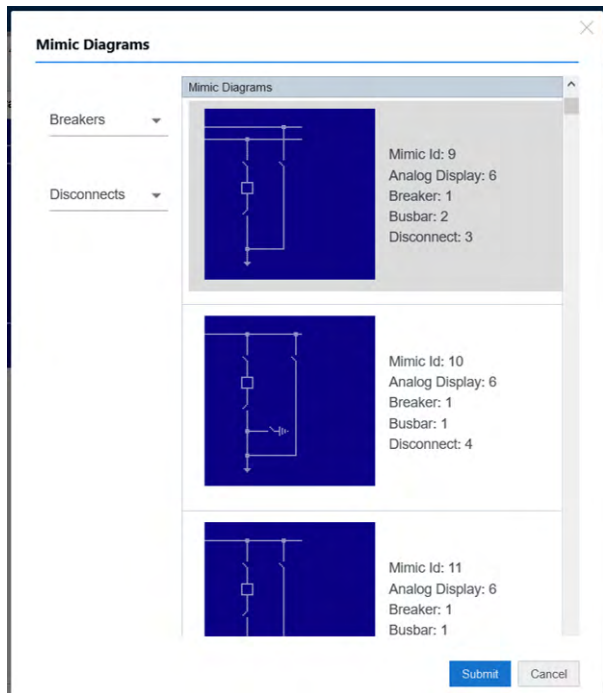 Mimic Diagrams
Breakers
Disconnects
Mimic Diagrams
Mimic Id: 9
Analog Display: 6
Breaker: 1
Busbar: 2
Disconnect: 3
Mimic Id: 10
Analog Display: 6
Breaker: 1
Busbar: 1
Disconnect: 4
Mimic Id: 11
Analog Display: 6
Breaker: 1
Busbar: 1
Submit Cancel